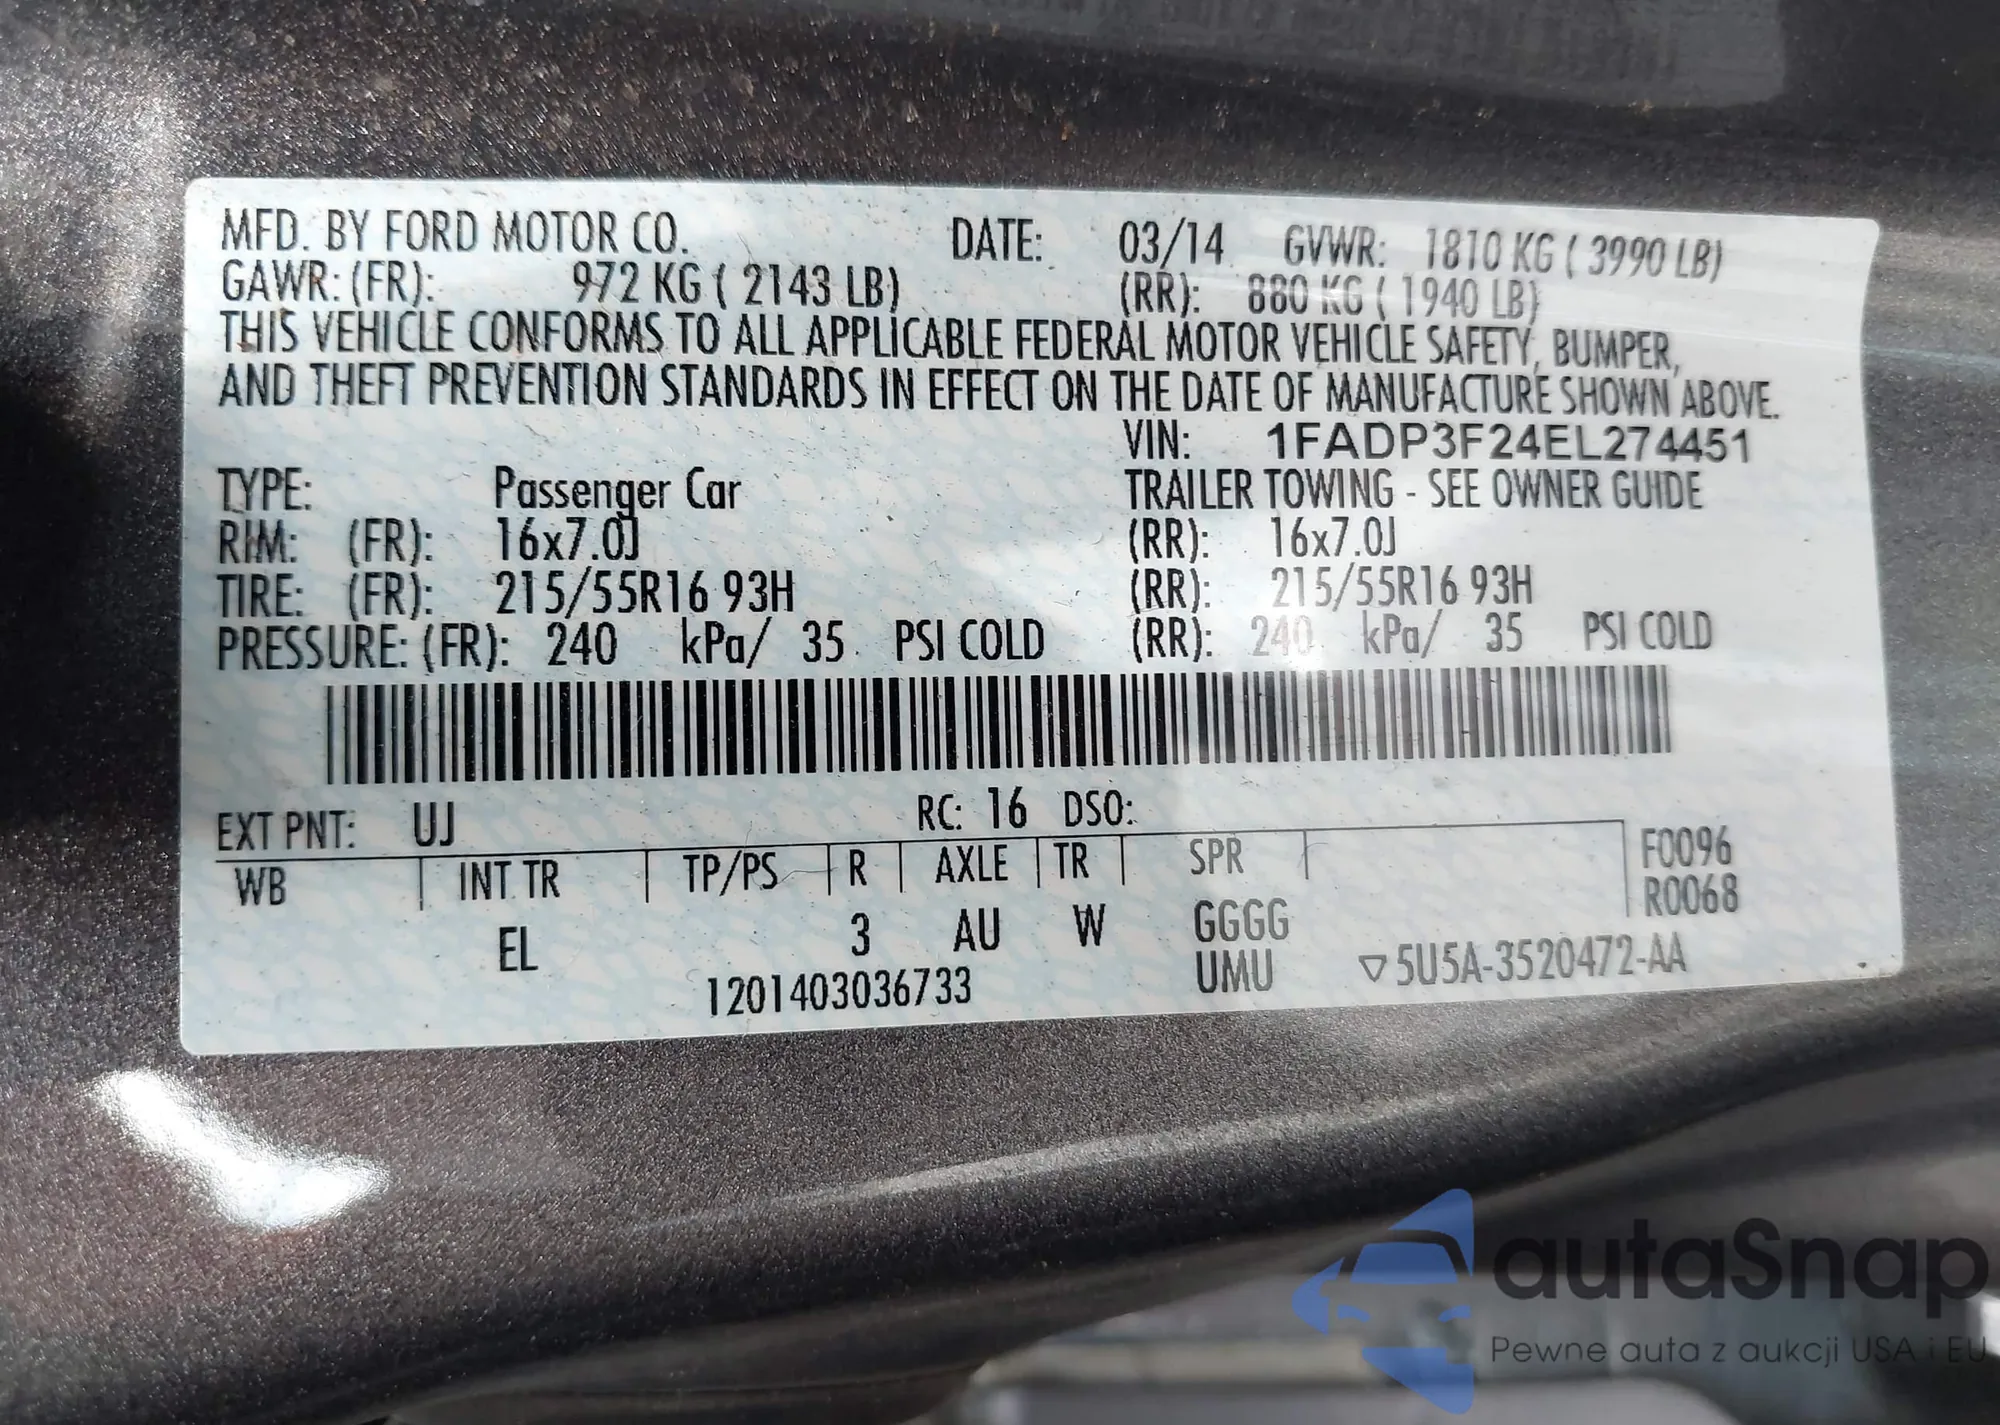 MFD. BY FORD MOTOR CO. DATE: 03/14 GVWR: 1810 KG ( 3990 LB)
GAWR: (FR): 972 KG ( 2143 LB) (RR): 880 KG ( 1940 LB)
THIS VEHICLE CONFORMS TO ALL APPLICABLE FEDERAL MOTOR VEHICLE SAFETY, BUMPER,
AND THEFT PREVENTION STANDARDS IN EFFECT ON THE DATE OF MANUFACTURE SHOWN ABOVE.
VIN: 1FADP3F24EL274451
TYPE: Passenger Car TRAILER TOWING - SEE OWNER GUIDE
RIM: (FR): 16x7.0J (RR): 16x7.0J
TIRE: (FR): 215/55R16 93H (RR): 215/55R16 93H
PRESSURE: (FR): 240 kPa/ 35 PSI COLD (RR): 240 kPa/ 35 PSI COLD
EXT PNT: UJ RC: 16 DSO:
WB INT TR TP/PS R AXLE TR SPR F0096
R0068
EL 3 AU W GGGG
UMU ▽5U5A-3520472-AA
1201403036733
autaSnap
Pewne auta z aukcji USA i EU